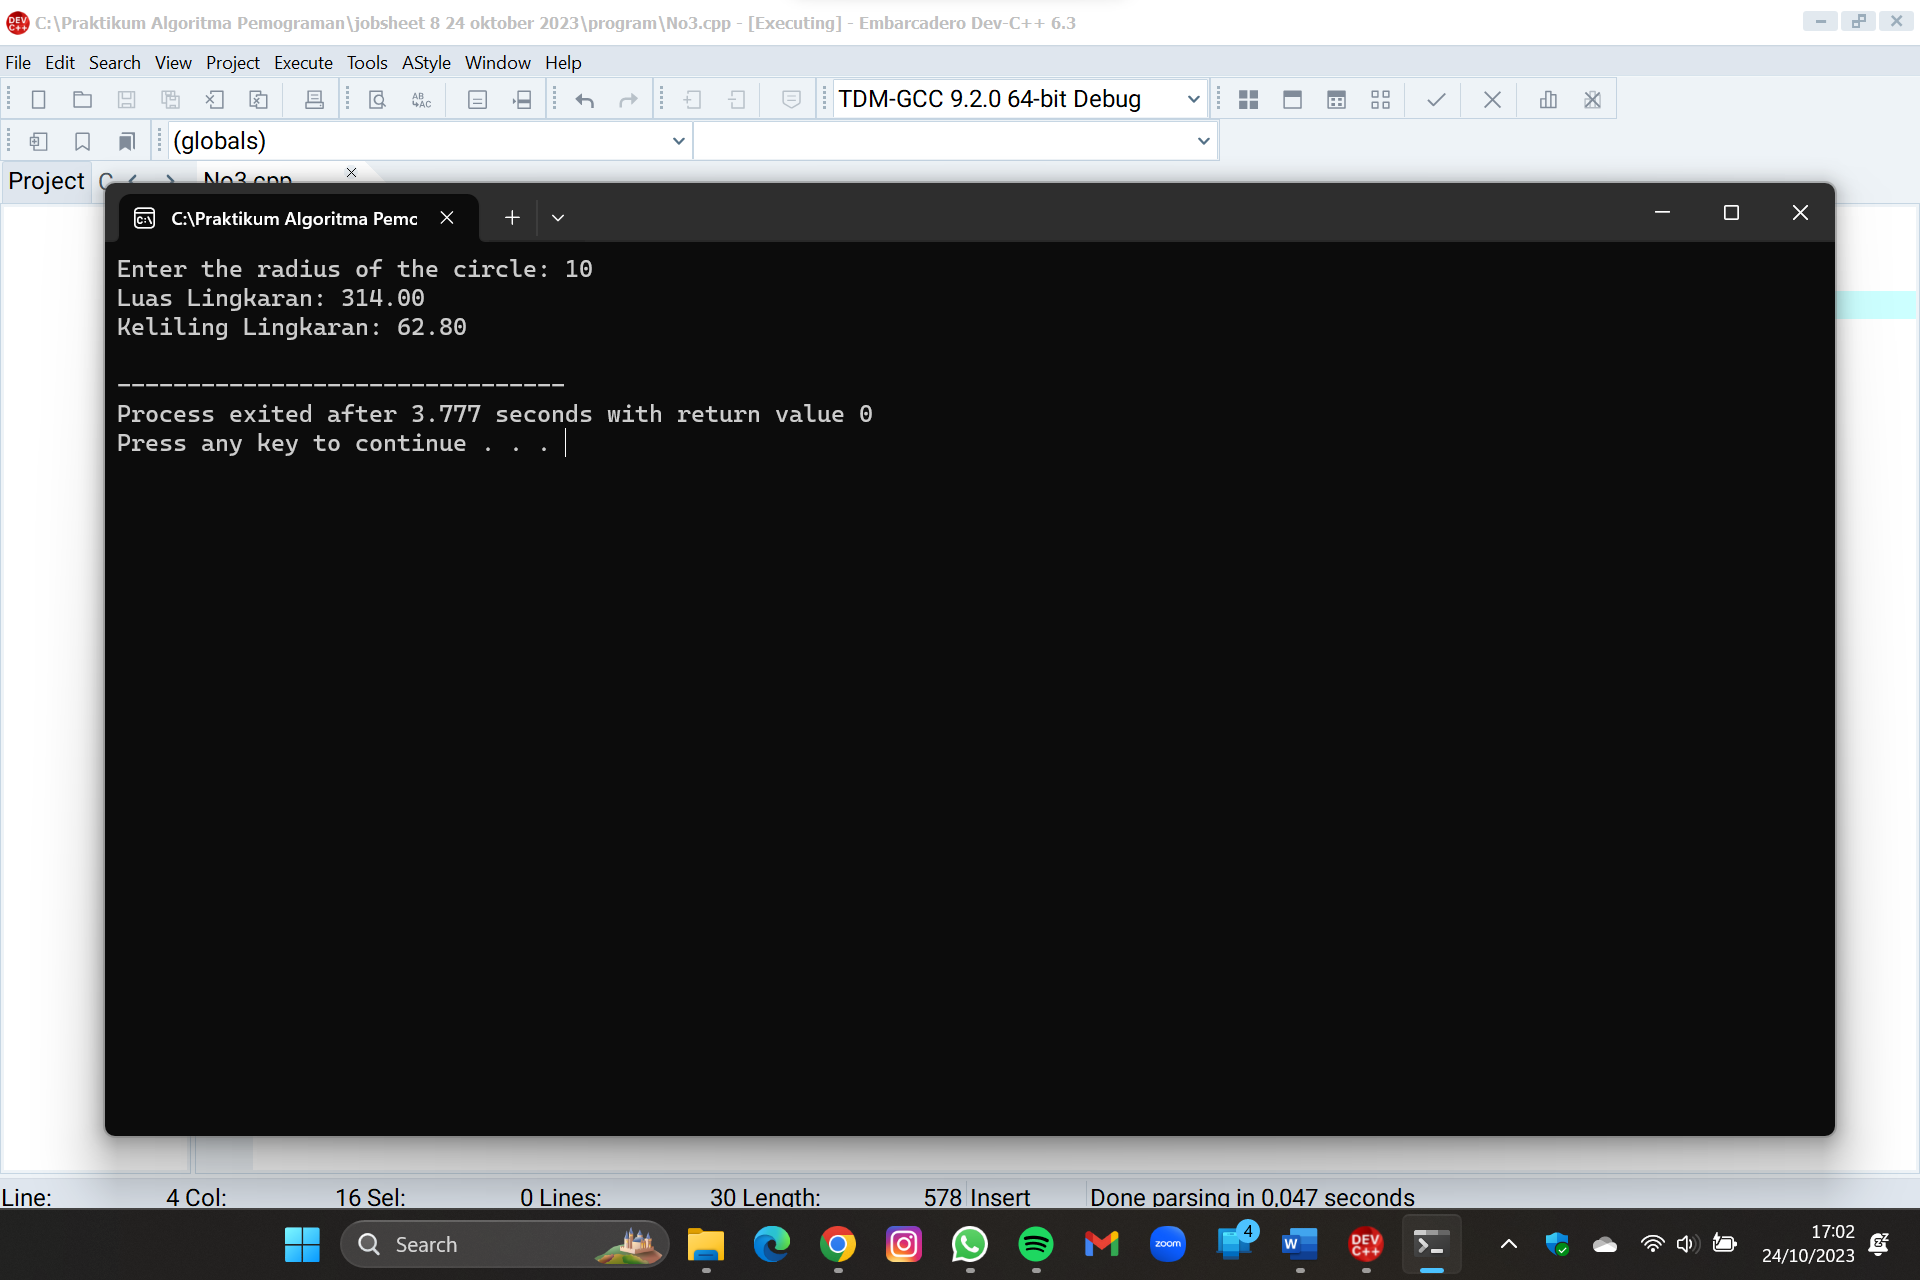 C:\Praktikum Algoritma Pemograman\jobsheet 8 24 oktober 2023\program\No3.cpp - [Executing] - Embarcadero Dev-C++ 6.3
File Edit Search View Project Execute Tools AStyle Window Help
TDM-GCC 9.2.0 64-bit Debug
(globals)
Project C No3.cpp
C:\Praktikum Algoritma Pemc
Enter the radius of the circle: 10
Luas Lingkaran: 314.00
Keliling Lingkaran: 62.80
--------------------------------
Process exited after 3.777 seconds with return value 0
Press any key to continue . . .
Line: 4 Col: 16 Sel: 0 Lines: 30 Length: 578 Insert Done parsing in 0,047 seconds
Search zoom 4 W DEV C++ 17:02
24/10/2023